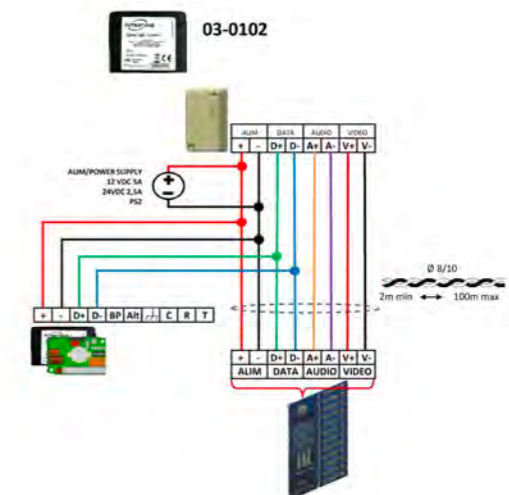 03-0102
ALIM DATA AUDIO VIDEO
+ - D+ D- A+ A- V+ V-
ALIM/POWER SUPPLY
12 VDC 5A
24VDC 2,5A
PS2
+
-
Ø 8/10
2m min 100m max
+ - D+ D- BP Alt C R T
+ - D+ D- A+ A- V+ V-
ALIM DATA AUDIO VIDEO